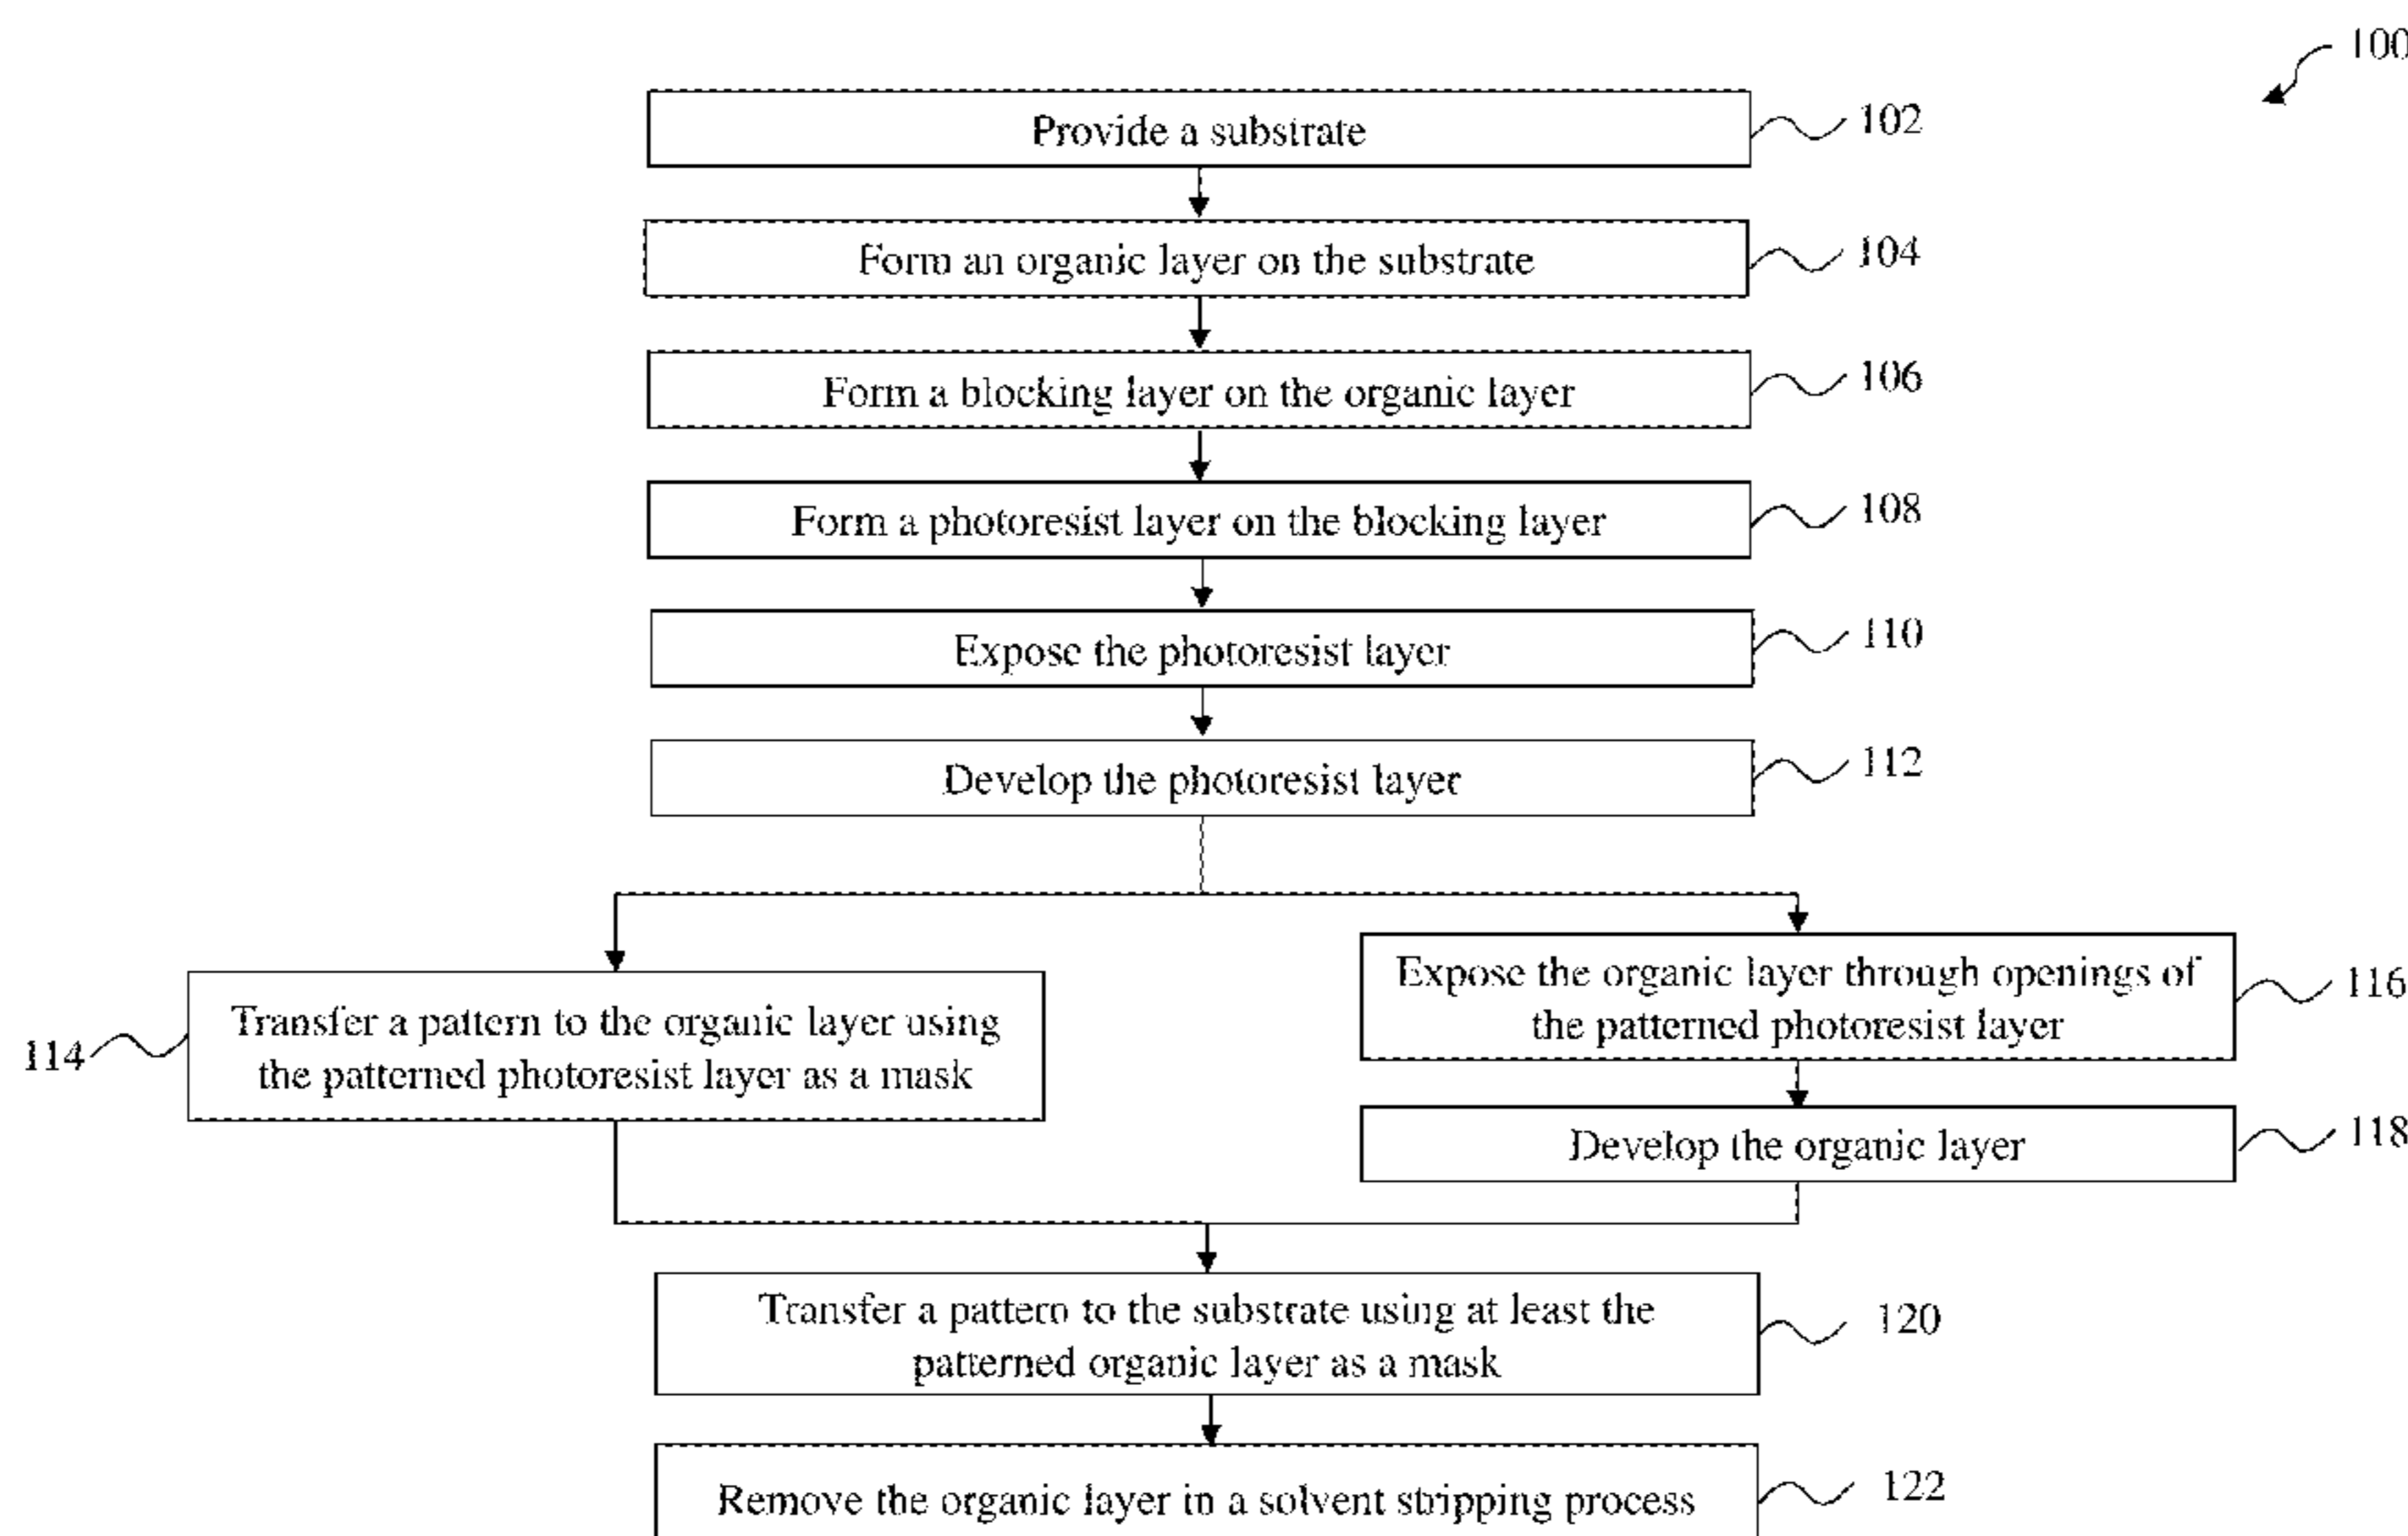 100
Provide a substrate 102
Form an organic layer on the substrate 104
Form a blocking layer on the organic layer 106
Form a photoresist layer on the blocking layer 108
Expose the photoresist layer 110
Develop the photoresist layer 112
114 Transfer a pattern to the organic layer using
the patterned photoresist layer as a mask
Expose the organic layer through openings of 116
the patterned photoresist layer
Develop the organic layer 118
Transfer a pattern to the substrate using at least the 120
patterned organic layer as a mask
Remove the organic layer in a solvent stripping process 122